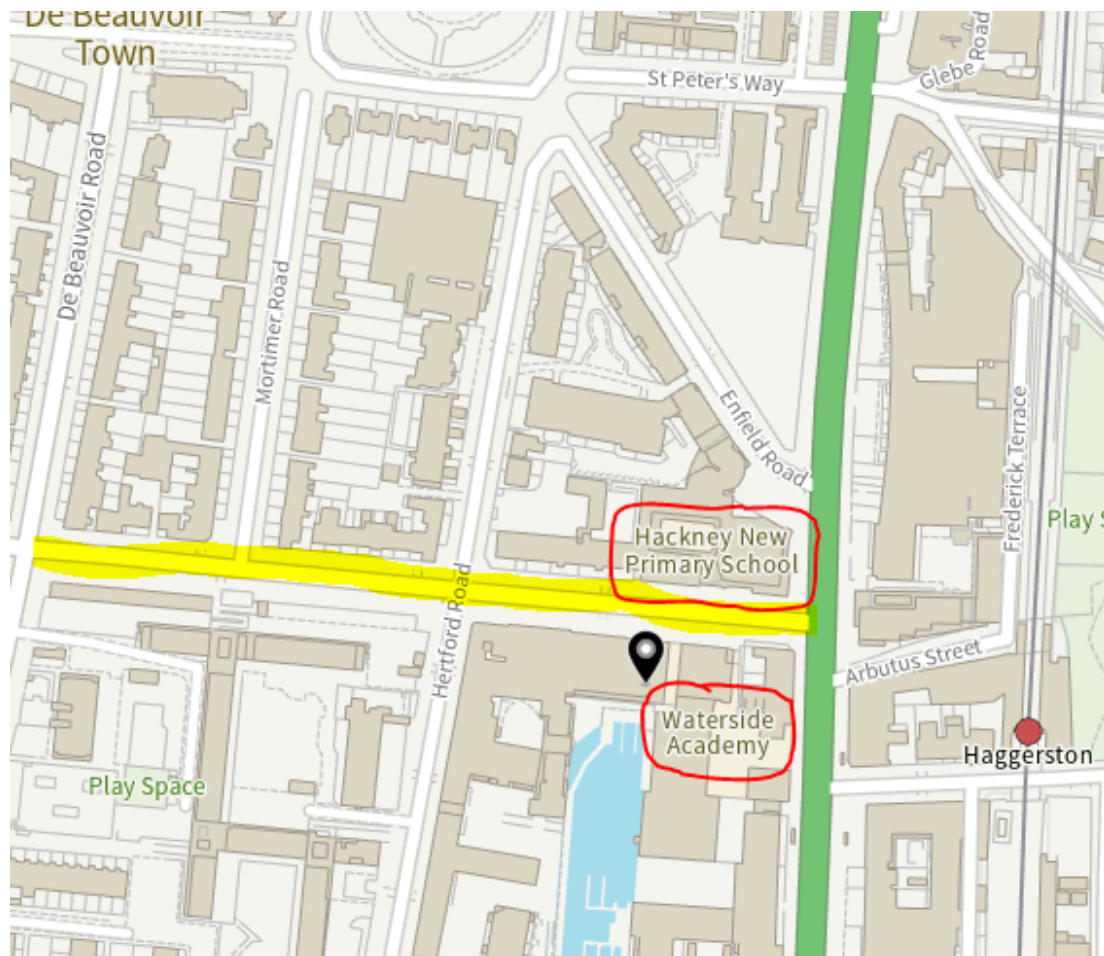 De Beauvoir
Town
St Peter's Way
Glebe Road
De Beauvoir Road
Mortimer Road
Enfield Road
Frederick Terrace
Play S
Hackney New
Primary School
Hertford Road
Arbutus Street
Waterside
Academy
Haggerston
Play Space